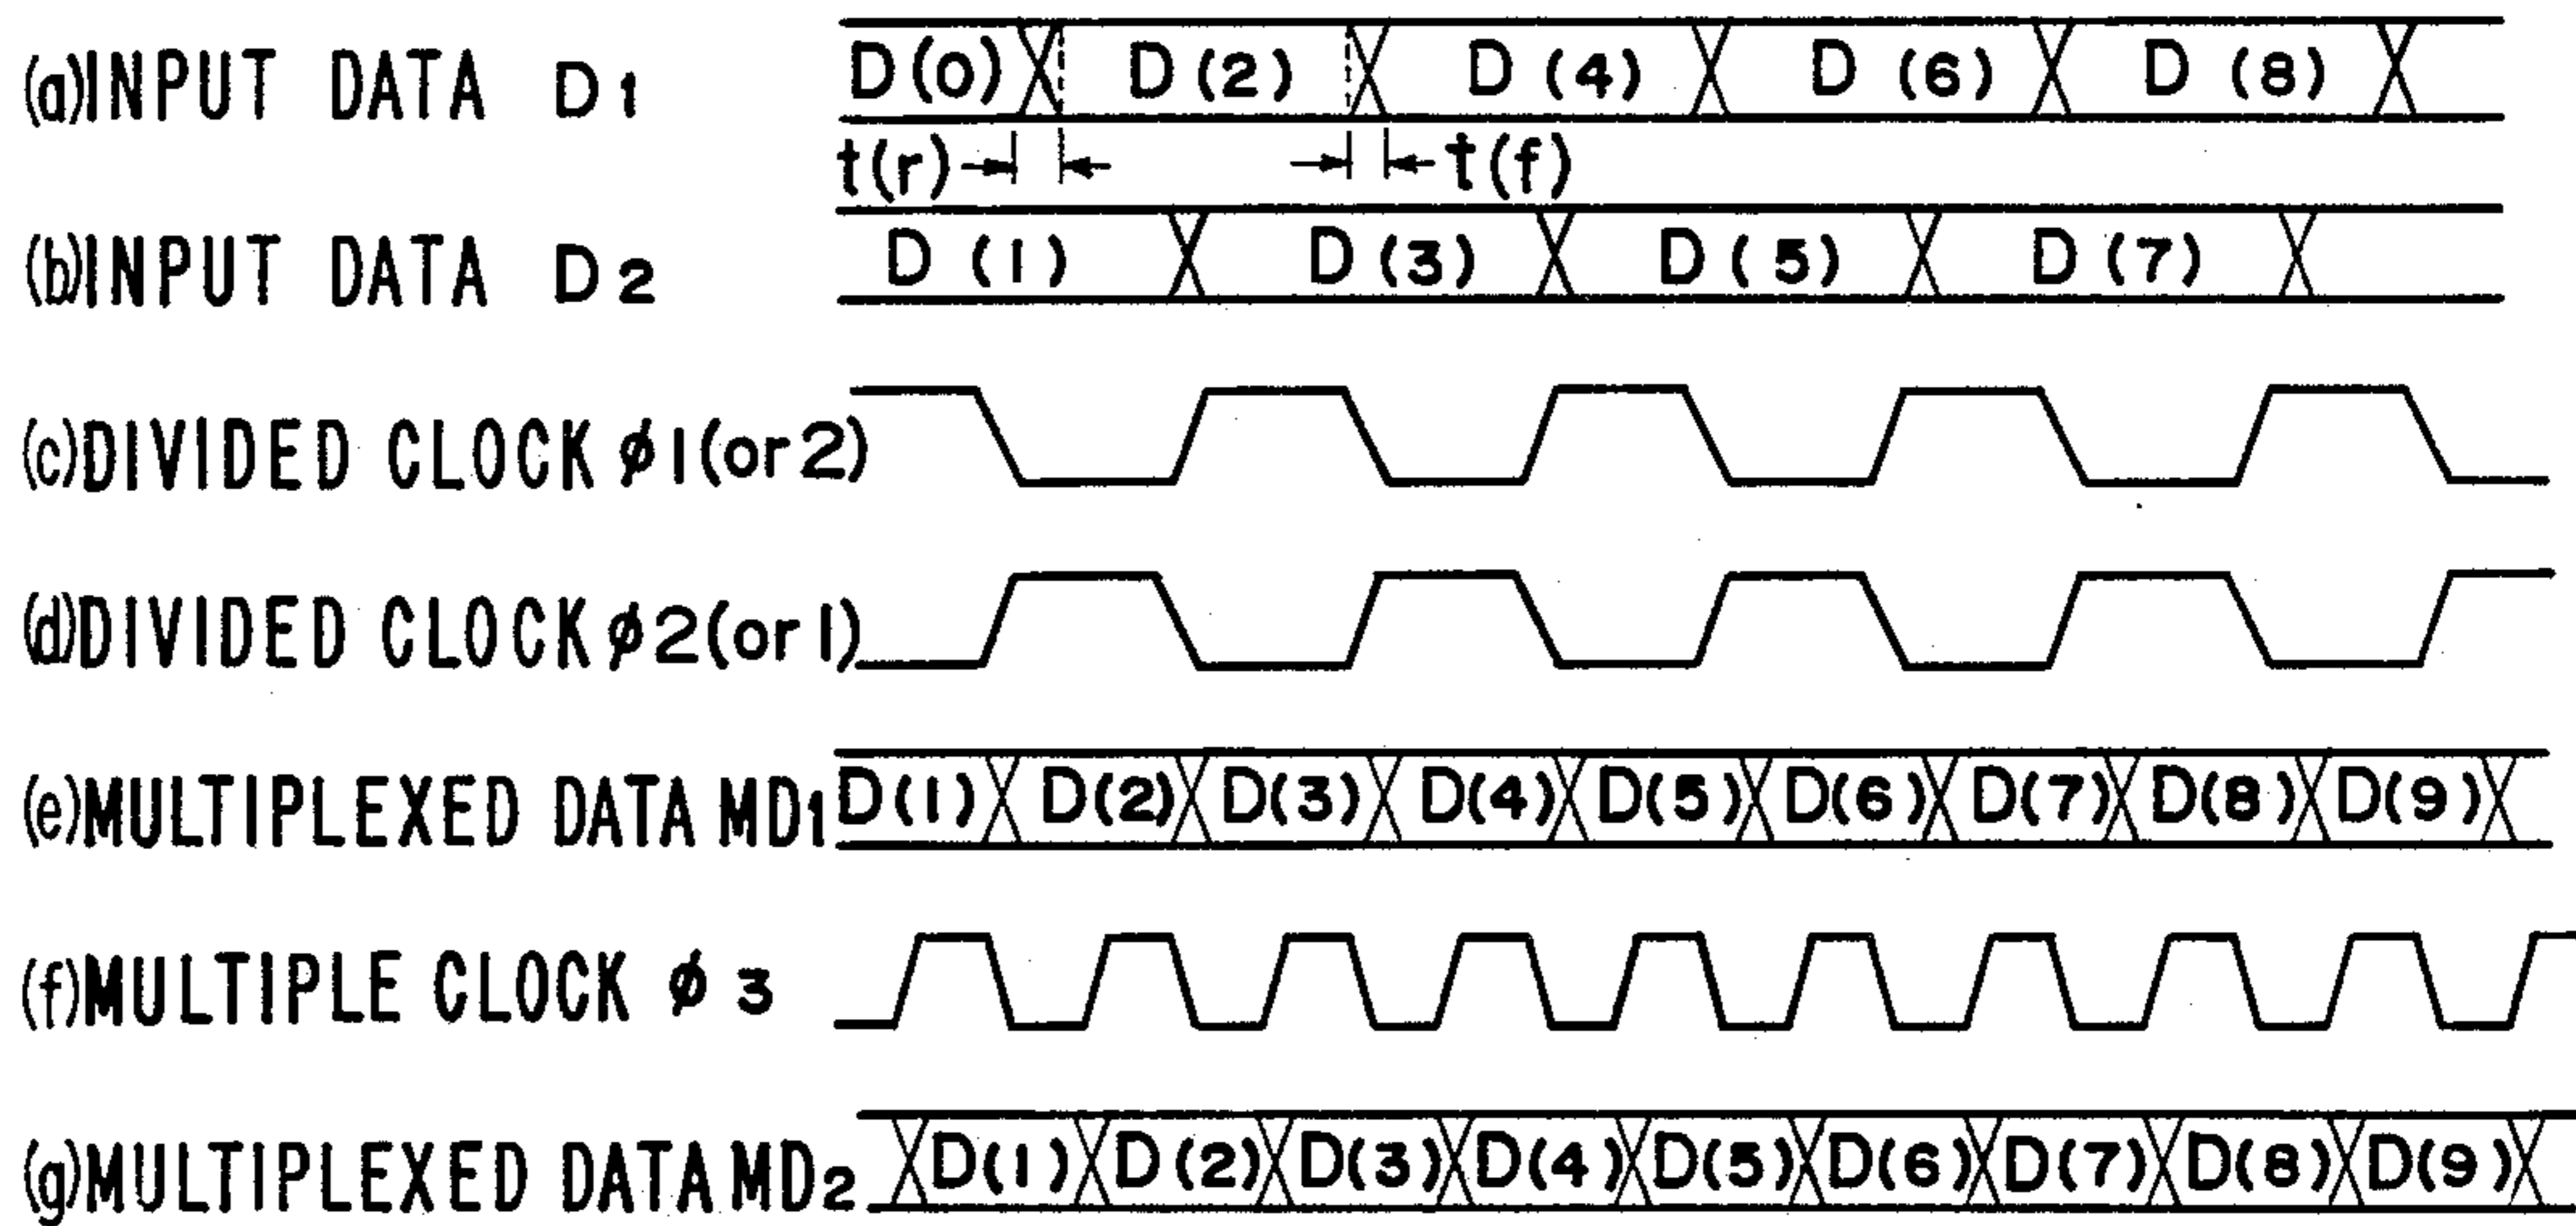 (a)INPUT DATA D1 D(0) D(2) D(4) D(6) D(8)
t(r) t(f)
(b)INPUT DATA D2 D(1) D(3) D(5) D(7)
(c)DIVIDED CLOCK ϕ1(or2)
(d)DIVIDED CLOCK ϕ2(or1)
(e)MULTIPLEXED DATA MD1 D(1) D(2) D(3) D(4) D(5) D(6) D(7) D(8) D(9)
(f)MULTIPLE CLOCK ϕ3
(g)MULTIPLEXED DATA MD2 D(1) D(2) D(3) D(4) D(5) D(6) D(7) D(8) D(9)